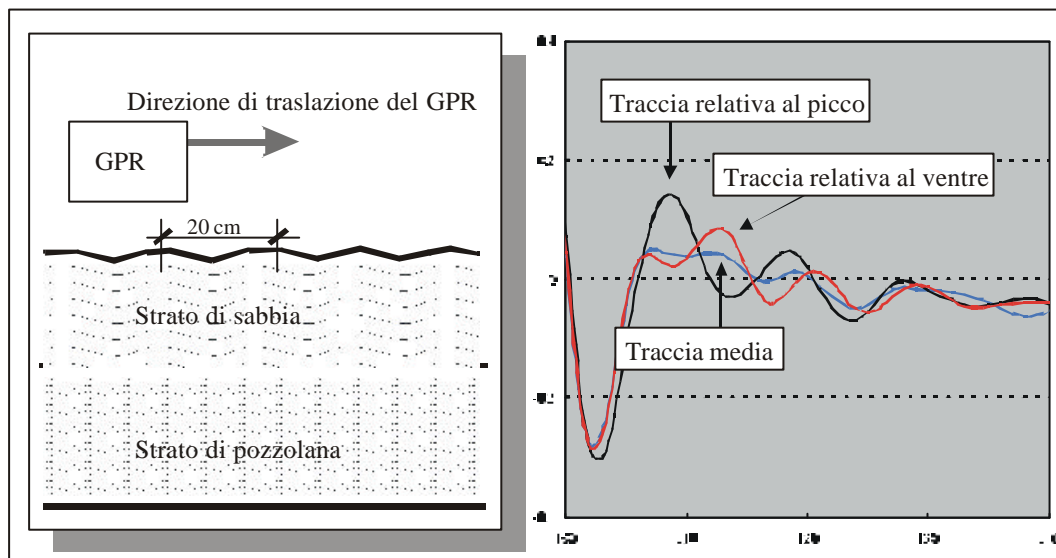 Direzione di traslazione del GPR
GPR
20 cm
Strato di sabbia
Strato di pozzolana
Traccia relativa al picco
Traccia relativa al ventre
Traccia media